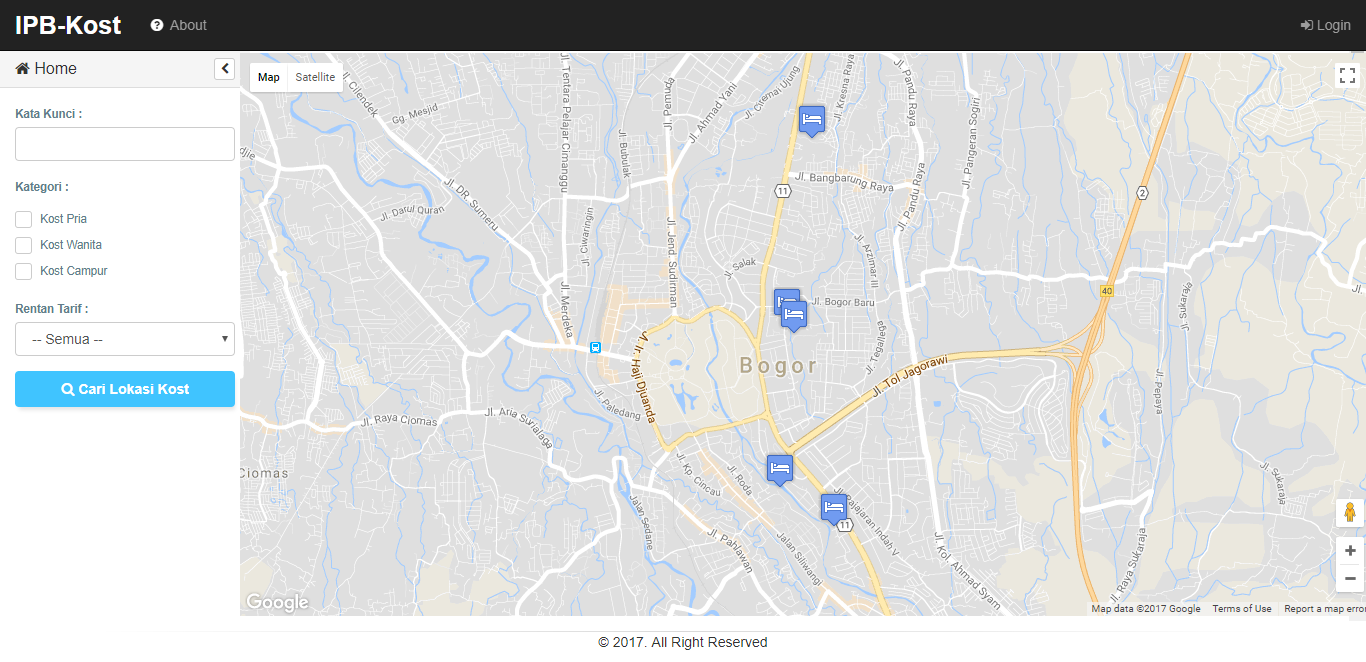 IPB-Kost
About
Login
Home
Kata Kunci :
Kategori :
Kost Pria
Kost Wanita
Kost Campur
Rentan Tarif :
-- Semua --
Cari Lokasi Kost
Map
Satellite
Jl. Cilendek
Gg. Mesjid
Jl. Tentara Pelajar Cimanggu
Jl. Bubulak
Jl. Pemuda
Jl. Ahmad Yani
Jl. Kresna Raya
Jl. Pandu Raya
Jl. Pangeran Sogiri
Jl. DR. Sumeru
Jl. Datul Quran
Jl. Ciwaringin
Jl. Jend. Sudirman
Jl. Bangbarung Raya
Jl. Pandu Raya
11
2
Jl. Salak
Jl. Arzimar III
Jl. Merdeka
Jl. Bogor Baru
40
Jl. Sukaraja
Jl.
Jl. Ir. Haji Djuanda
Bogor
Jl. Tegallega
Jl. Tol Jagorawi
Jl. Pepaya
Jl. Paledang
Jl. Raya Ciomas
Jl. Aria Surialaga
Ciomas
Jl. Kp. Cincau
Jl. Roda
Jl. Sukaraja
Jalan Sedane
Jl. Pahlawan
Jalan Siliwangi
Jl. Pajajaran Indah V
11
Jl. Kol. Ahmad Syam
Jl. Raya Sukaraja
Google
Map data ©2017 Google
Terms of Use
Report a map error
© 2017. All Right Reserved